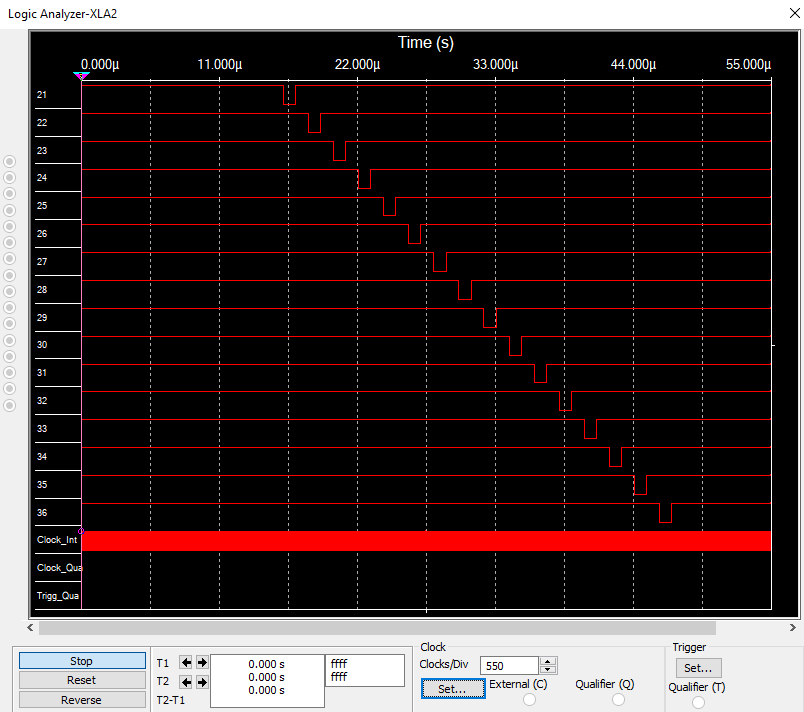 Logic Analyzer-XLA2
Time (s)
0.000µ 11.000µ 22.000µ 33.000µ 44.000µ 55.000µ
21
22
23
24
25
26
27
28
29
30
31
32
33
34
35
36
Clock_Int
Clock_Qua
Trigg_Qua
Stop
Reset
Reverse
T1
T2
T2-T1
0.000 s
0.000 s
0.000 s
ffff
ffff
Clock
Clocks/Div 550
Set...
External (C)
Qualifier (Q)
Trigger
Set...
Qualifier (T)